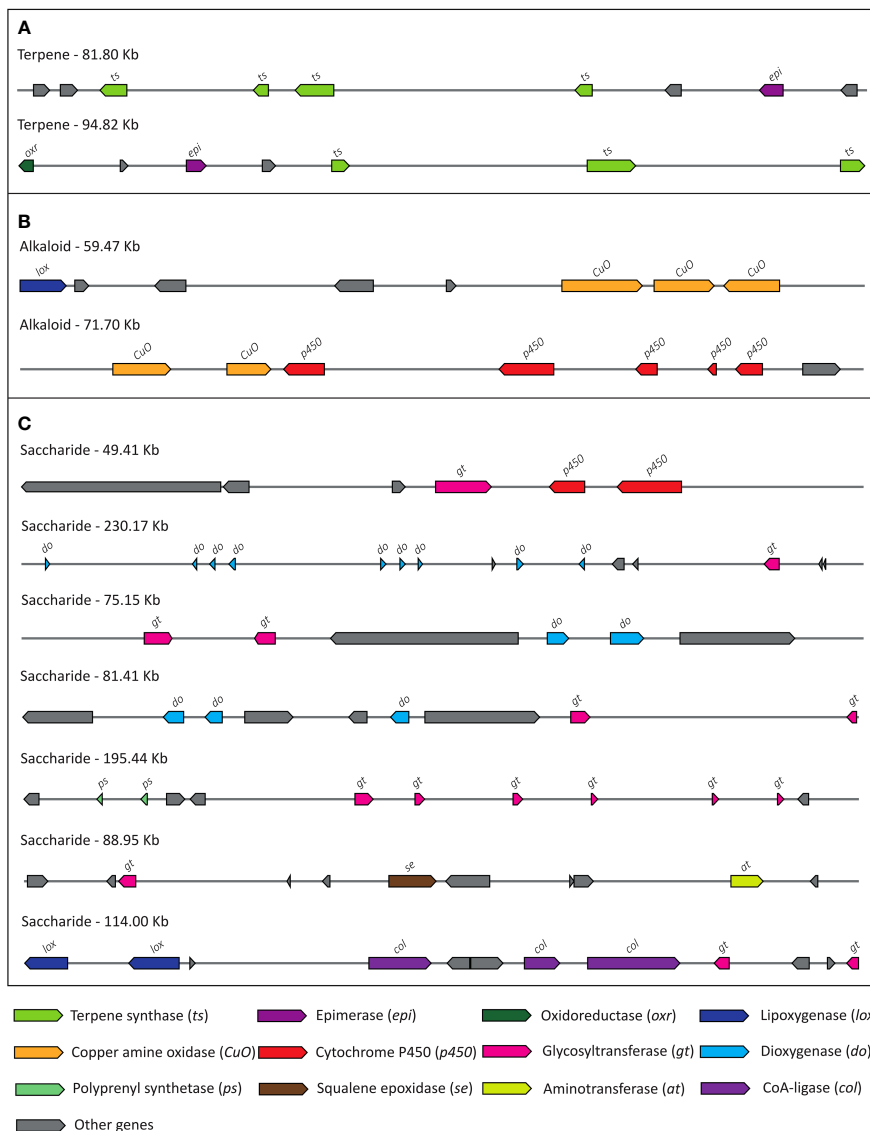 A
Terpene - 81.80 Kb
ts ts ts ts epi
Terpene - 94.82 Kb
oxr epi ts ts ts
B
Alkaloid - 59.47 Kb
lox CuO CuO CuO
Alkaloid - 71.70 Kb
CuO CuO p450 p450 p450 p450 p450
C
Saccharide - 49.41 Kb
gt p450 p450
Saccharide - 230.17 Kb
do do do do do do do do do gt
Saccharide - 75.15 Kb
gt gt do do
Saccharide - 81.41 Kb
do do do gt gt
Saccharide - 195.44 Kb
ps ps gt gt gt gt gt gt
Saccharide - 88.95 Kb
gt se at
Saccharide - 114.00 Kb
lox lox col col col gt gt
Terpene synthase (ts) Epimerase (epi) Oxidoreductase (oxr) Lipoxygenase (lox
Copper amine oxidase (CuO) Cytochrome P450 (p450) Glycosyltransferase (gt) Dioxygenase (do)
Polyprenyl synthetase (ps) Squalene epoxidase (se) Aminotransferase (at) CoA-ligase (col)
Other genes